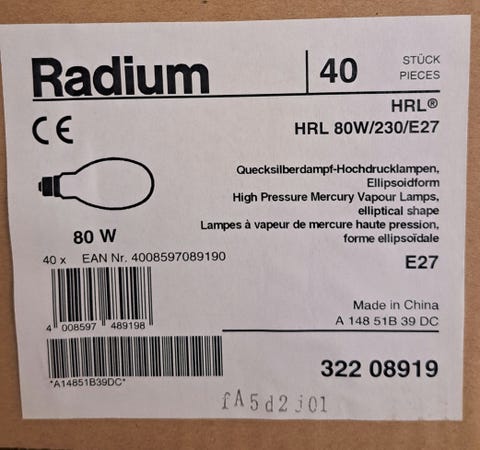 Radium
40
STÜCK
PIECES
HRL®
HRL 80W/230/E27
CE
Quecksilberdampf-Hochdrucklampen,
Ellipsoidform
High Pressure Mercury Vapour Lamps,
elliptical shape
Lampes à vapeur de mercure haute pression,
forme ellipsoïdale
80 W
40 x EAN Nr. 4008597089190
E27
4 008597 489198
Made in China
A 148 51B 39 DC
322 08919
*A14851B39DC*
fA5d2j01